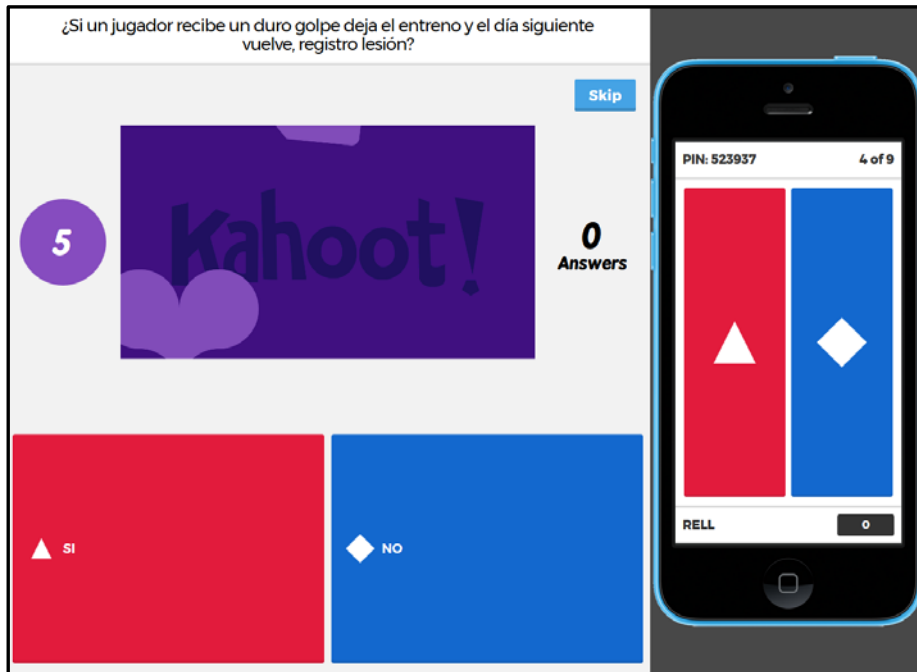 ¿Si un jugador recibe un duro golpe deja el entreno y el día siguiente
vuelve, registro lesión?
Skip
5
Kahoot!
0
Answers
SI
NO
PIN: 523937
4 of 9
RELL
0